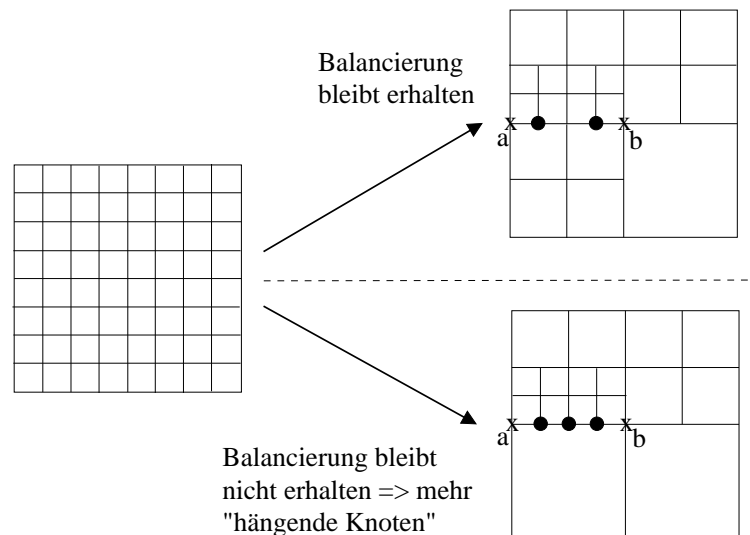 Balancierung
bleibt erhalten
x x
a b
x x
a b
Balancierung bleibt
nicht erhalten => mehr
"hängende Knoten"